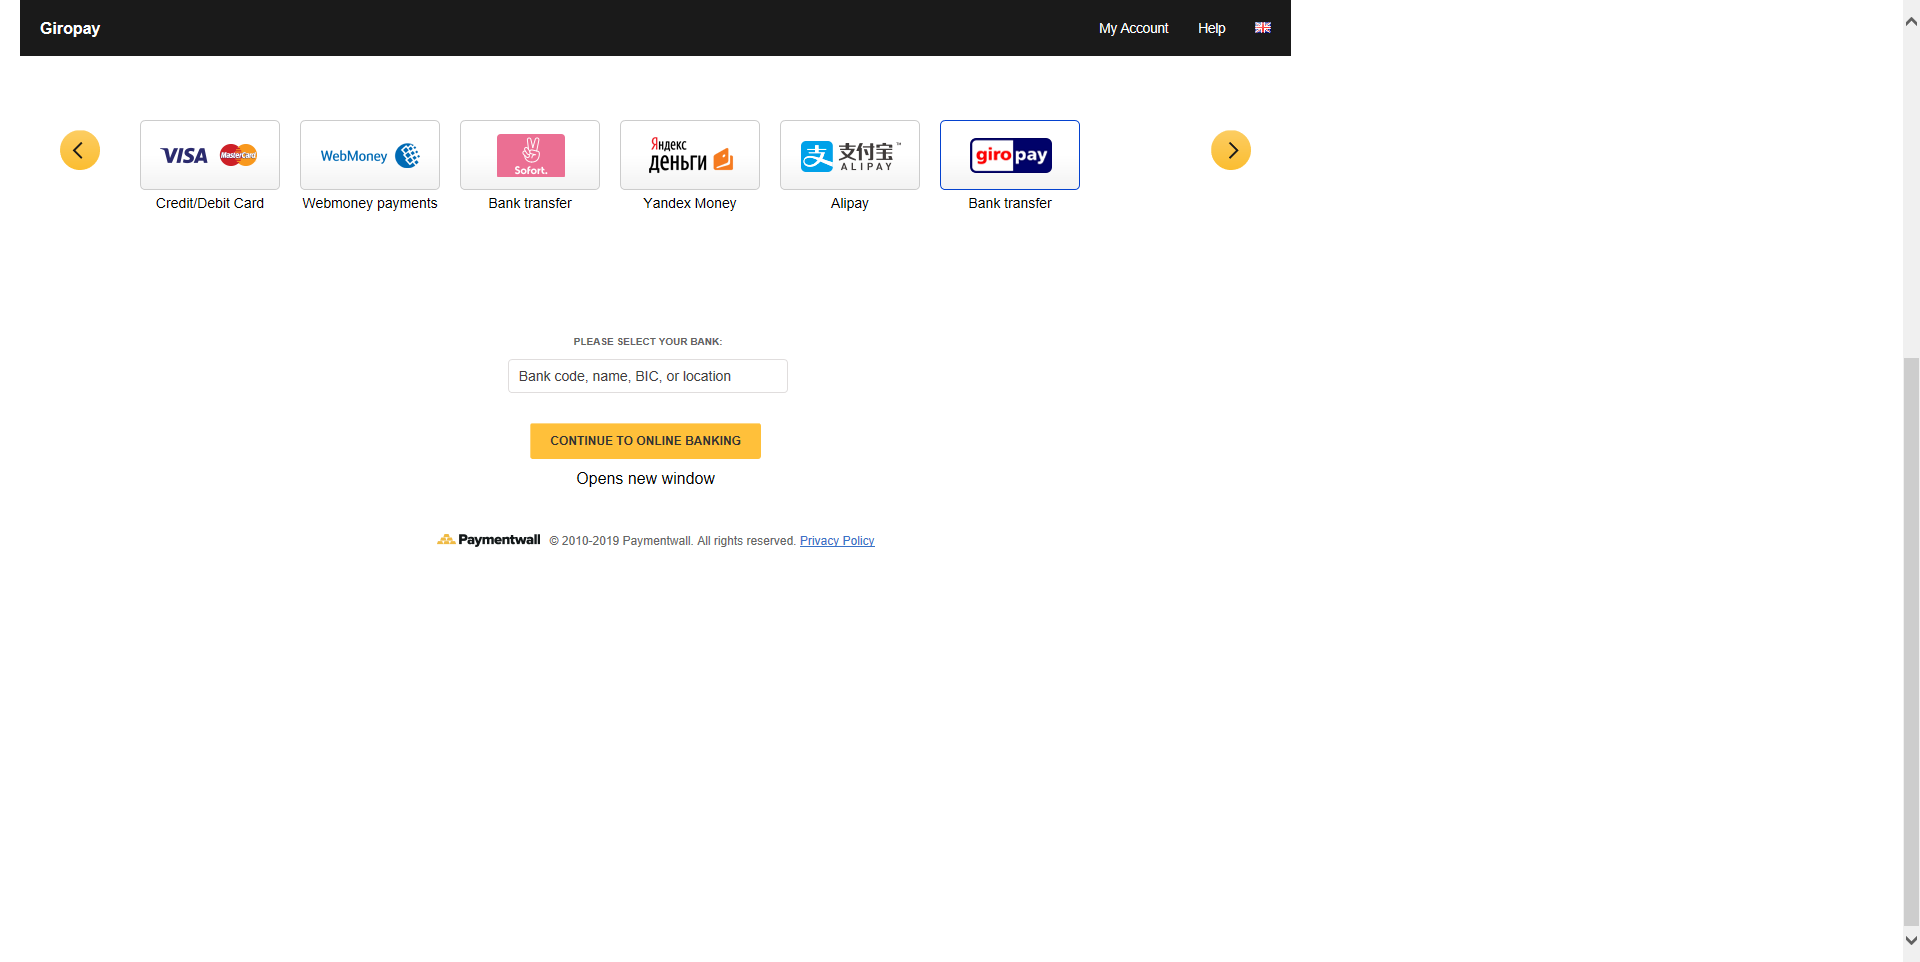 Giropay
My Account
Help
VISA
MasterCard
WebMoney
Sofort.
Яндекс
деньги
支付宝™
ALIPAY
giropay
Credit/Debit Card
Webmoney payments
Bank transfer
Yandex Money
Alipay
Bank transfer
PLEASE SELECT YOUR BANK:
Bank code, name, BIC, or location
CONTINUE TO ONLINE BANKING
Opens new window
Paymentwall © 2010-2019 Paymentwall. All rights reserved. Privacy Policy